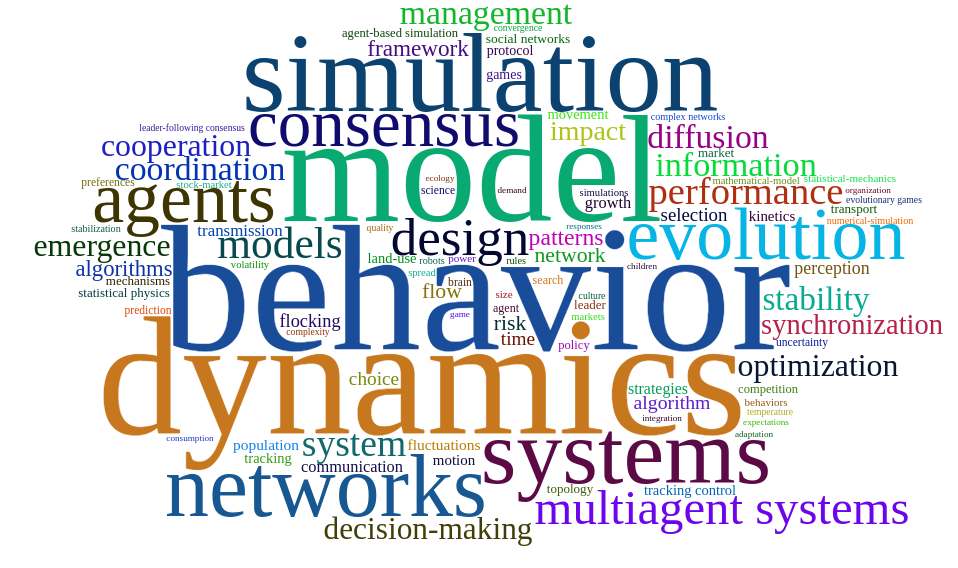 management
convergence
agent-based simulation
social networks
framework
protocol
simulation
games
movement
complex networks
leader-following consensus
consensus
impact
diffusion
cooperation
model
market
information
coordination
preferences
stock-market
ecology
mathematical-model
statistical-mechanics
agents
science
demand
simulations
growth
performance
organization
evolutionary games
selection
kinetics
transport
numerical-simulation
stabilization
transmission
quality
design
responses
patterns
evolution
emergence
models
network
algorithms
volatility
land-use
robots
power
rules
children
perception
mechanisms
spread
behavior
statistical physics
brain
flow
search
size
culture
stability
prediction
agent
leader
flocking
game
risk
markets
synchronization
complexity
time
policy
uncertainty
dynamics
optimization
choice
strategies
competition
algorithm
behaviors
temperature
integration
expectations
consumption
population
system
fluctuations
systems
adaptation
tracking
communication
motion
networks
topology
tracking control
multiagent systems
decision-making